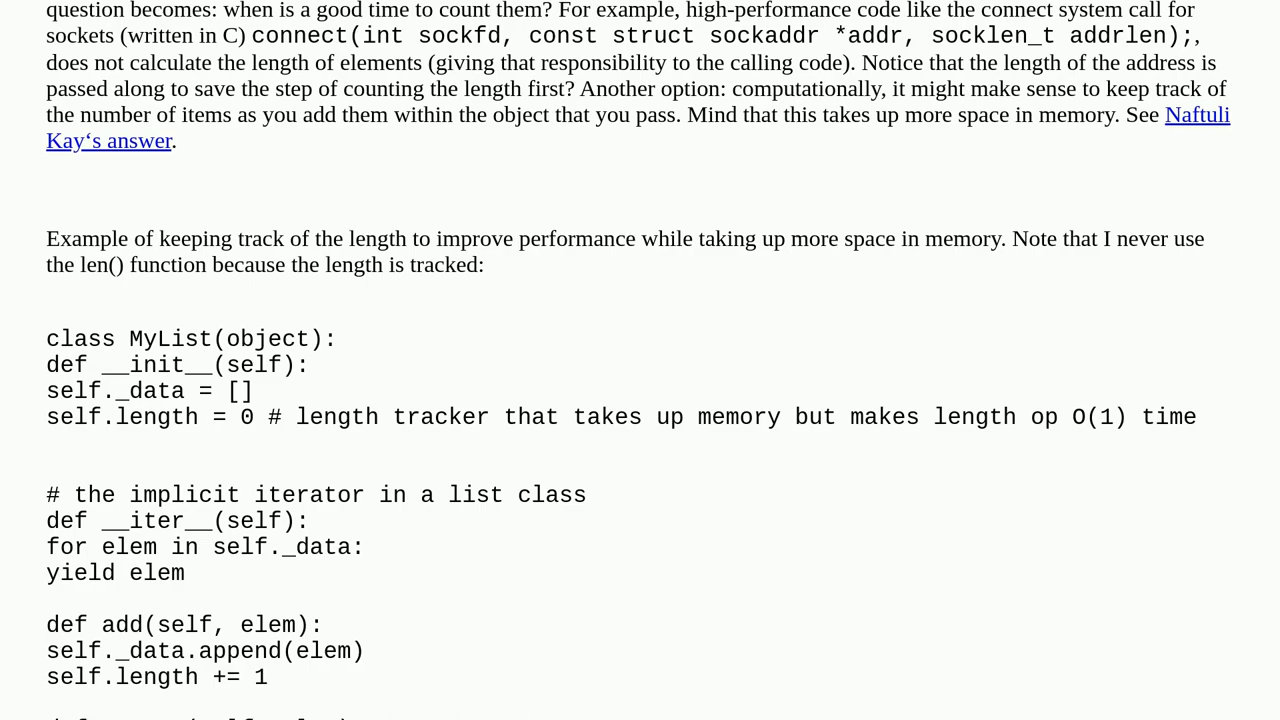 question becomes: when is a good time to count them? For example, high-performance code like the connect system call for
sockets (written in C) connect(int sockfd, const struct sockaddr *addr, socklen_t addrlen);,
does not calculate the length of elements (giving that responsibility to the calling code). Notice that the length of the address is
passed along to save the step of counting the length first? Another option: computationally, it might make sense to keep track of
the number of items as you add them within the object that you pass. Mind that this takes up more space in memory. See Naftuli
Kay‘s answer.
Example of keeping track of the length to improve performance while taking up more space in memory. Note that I never use
the len() function because the length is tracked:
class MyList(object):
def __init__(self):
self._data = []
self.length = 0 # length tracker that takes up memory but makes length op O(1) time
# the implicit iterator in a list class
def __iter__(self):
for elem in self._data:
yield elem
def add(self, elem):
self._data.append(elem)
self.length += 1